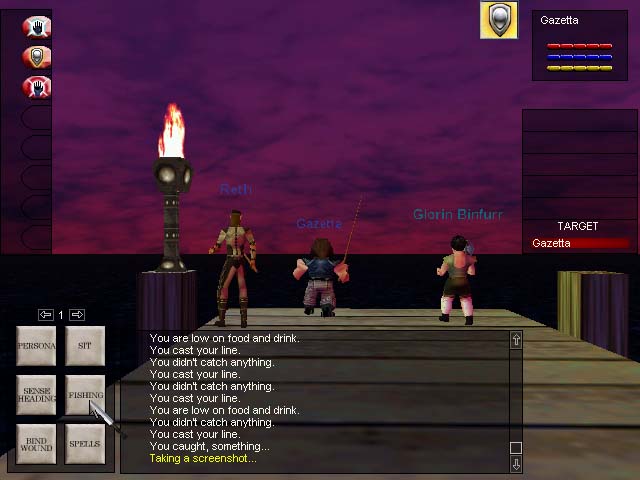 Gazetta
Reth
Gazetta
Glorin Binfurr
TARGET
Gazetta
1
PERSONA
SIT
SENSE
HEADING
FISHING
BIND
WOUND
SPELLS
You are low on food and drink.
You cast your line.
You didn't catch anything.
You cast your line.
You didn't catch anything.
You cast your line.
You are low on food and drink.
You didn't catch anything.
You cast your line.
You caught, something...
Taking a screenshot...